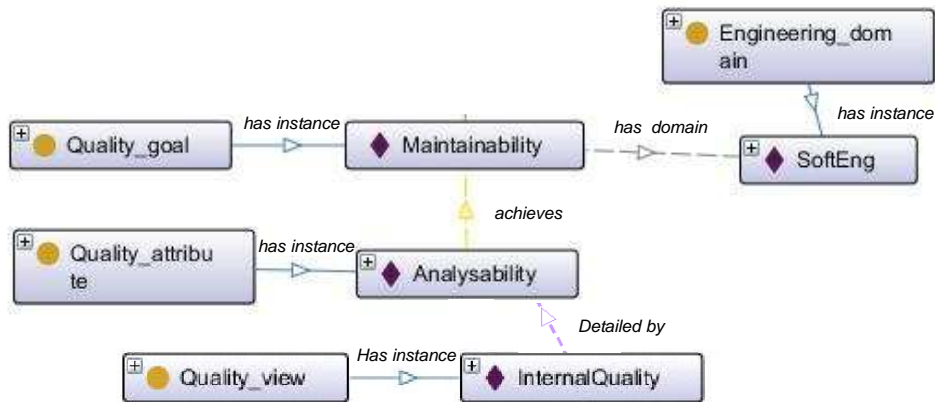 Engineering_dom
ain
has instance
has instance
Quality_goal
Maintainability
has domain
SoftEng
achieves
Quality_attribu
te
has instance
Analysability
Detailed by
Quality_view
Has instance
InternalQuality